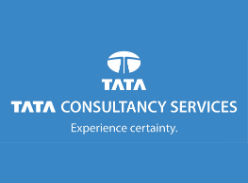 TATA
TATA CONSULTANCY SERVICES
Experience certainty.